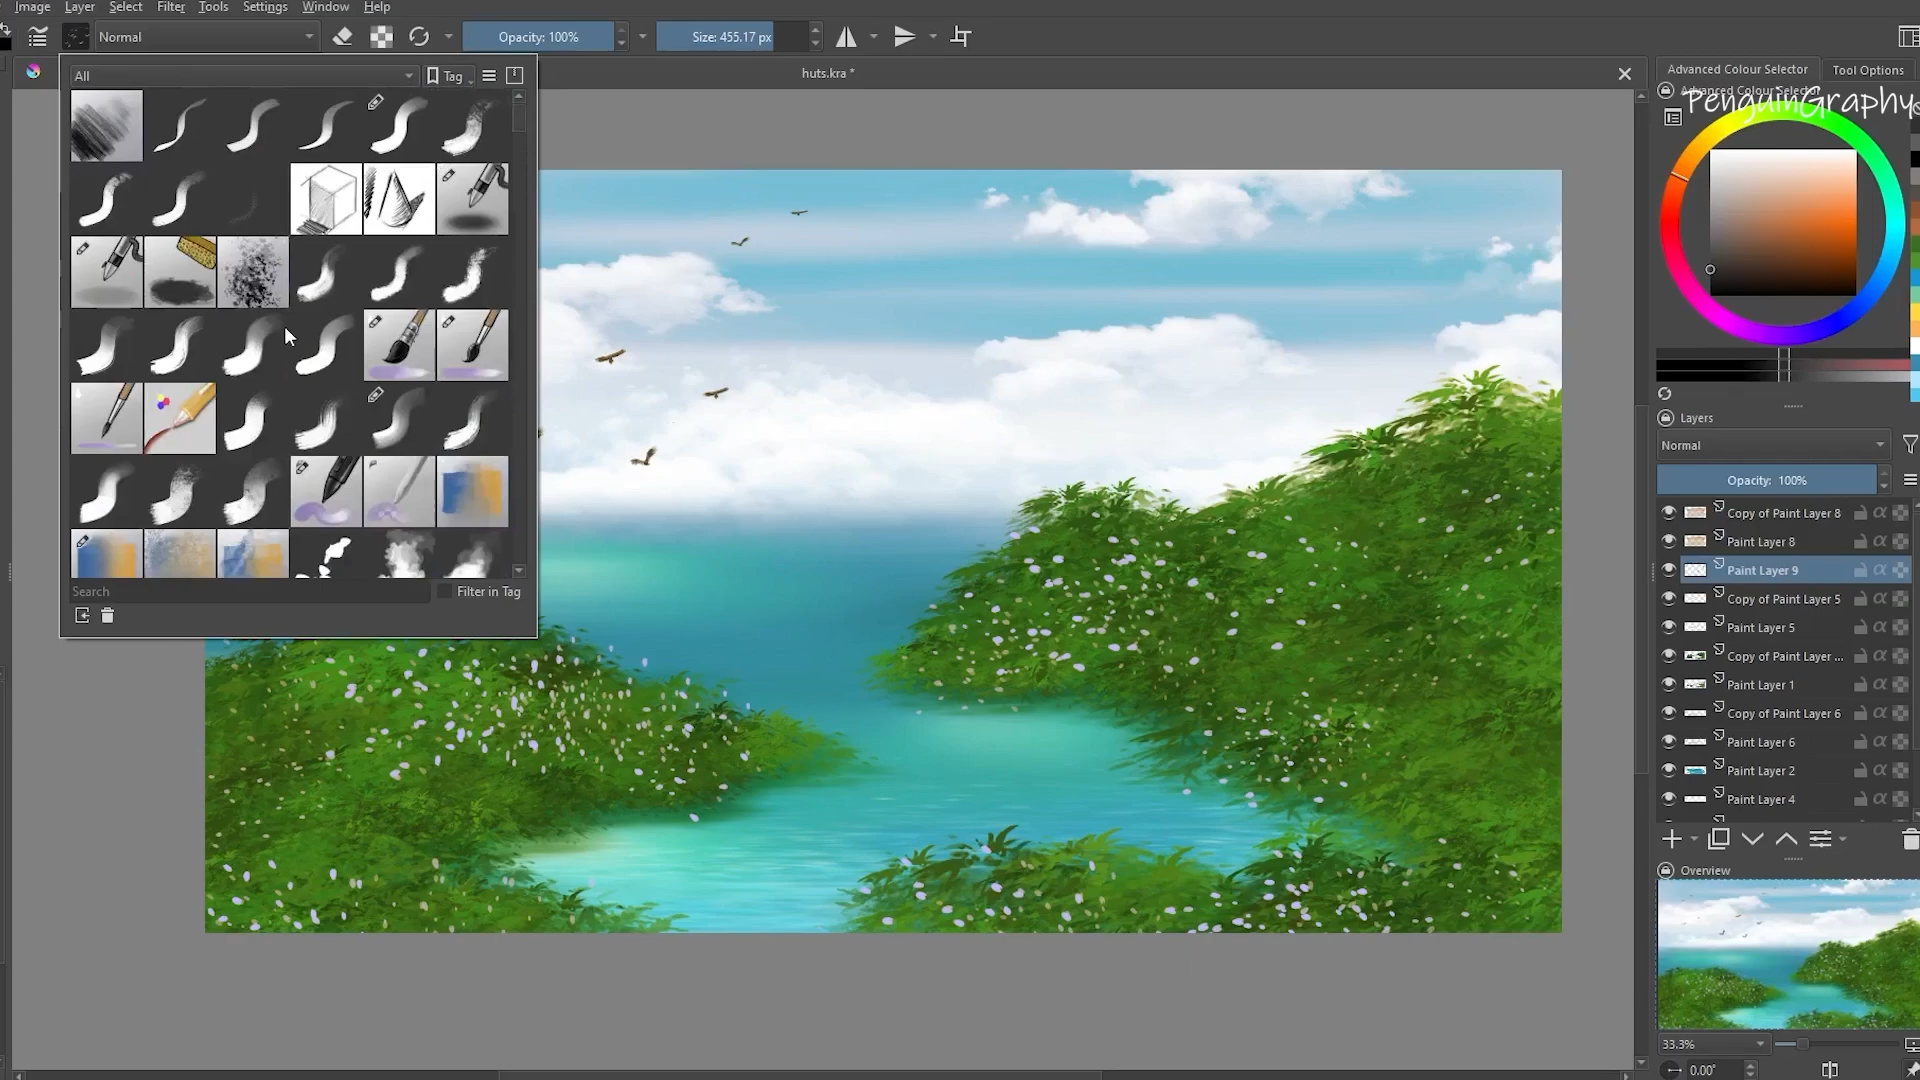 Image Layer Select Filter Tools Settings Window Help
Normal
Opacity: 100%
Size: 455.17 px
huts.kra *
All
Tag
Search
Filter in Tag
Advanced Colour Selector
Tool Options
Advanced Colour Selector
PenguinGraphy
Layers
Normal
Opacity: 100%
Copy of Paint Layer 8
Paint Layer 8
Paint Layer 9
Copy of Paint Layer 5
Paint Layer 5
Copy of Paint Layer ...
Paint Layer 1
Copy of Paint Layer 6
Paint Layer 6
Paint Layer 2
Paint Layer 4
Overview
33.3%
0.00°